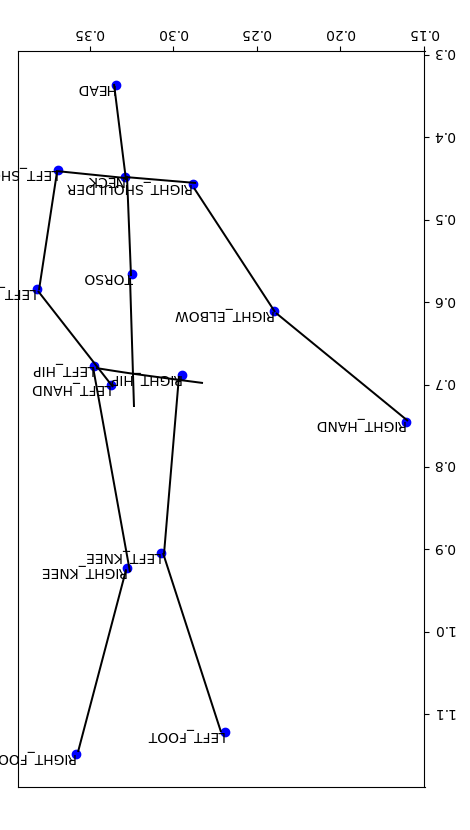 0.35 0.30 0.25 0.20 0.15
0.3
HEAD
0.4
LEFT_SH
NECK
RIGHT_SHOULDER
0.5
TORSO
LEFT_
0.6
RIGHT_ELBOW
LEFT_HIP
RIGHT_HIP
LEFT_HAND
0.7
RIGHT_HAND
0.8
0.9
LEFT_KNEE
RIGHT_KNEE
1.0
1.1
LEFT_FOOT
RIGHT_FOO